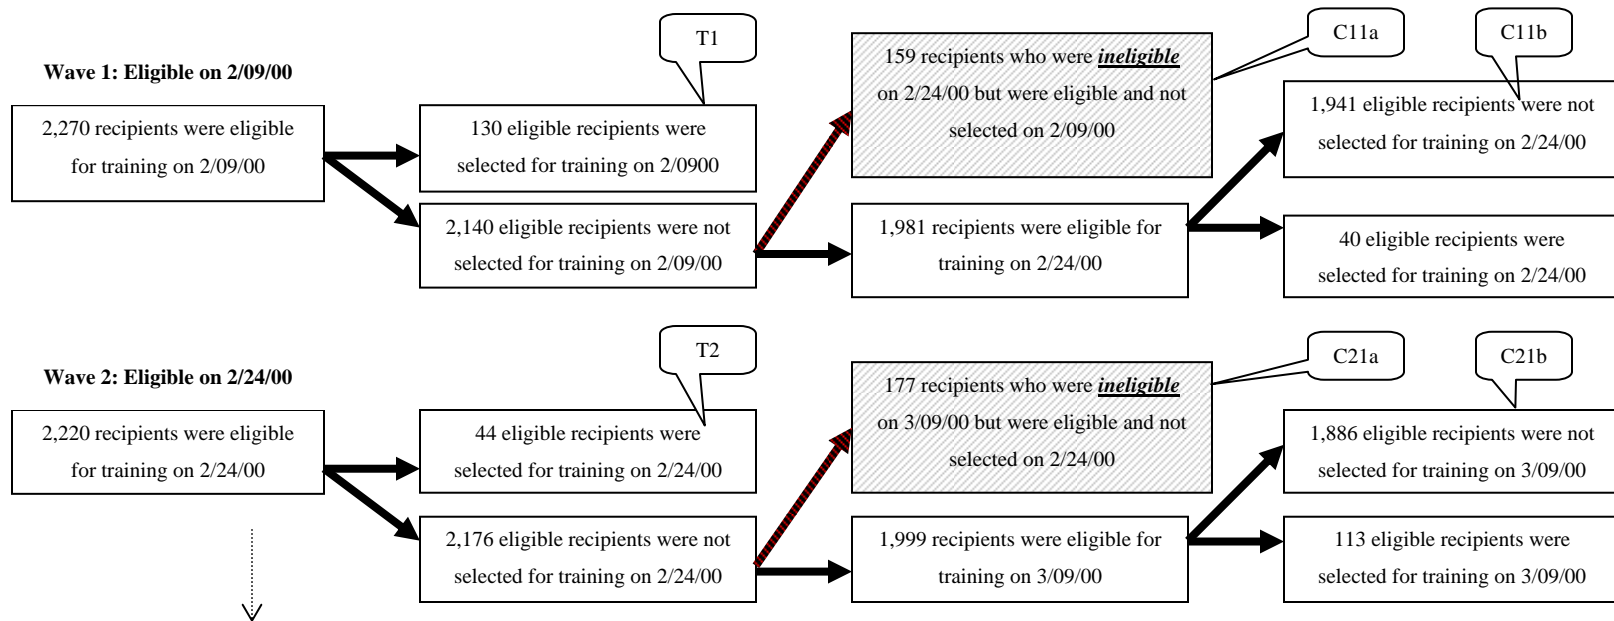 T1
C11a
C11b
Wave 1: Eligible on 2/09/00
2,270 recipients were eligible
for training on 2/09/00
130 eligible recipients were
selected for training on 2/0900
2,140 eligible recipients were not
selected for training on 2/09/00
159 recipients who were ineligible
on 2/24/00 but were eligible and not
selected on 2/09/00
1,981 recipients were eligible for
training on 2/24/00
1,941 eligible recipients were not
selected for training on 2/24/00
40 eligible recipients were
selected for training on 2/24/00
T2
C21a
C21b
Wave 2: Eligible on 2/24/00
2,220 recipients were eligible
for training on 2/24/00
44 eligible recipients were
selected for training on 2/24/00
2,176 eligible recipients were not
selected for training on 2/24/00
177 recipients who were ineligible
on 3/09/00 but were eligible and not
selected on 2/24/00
1,999 recipients were eligible for
training on 3/09/00
1,886 eligible recipients were not
selected for training on 3/09/00
113 eligible recipients were
selected for training on 3/09/00